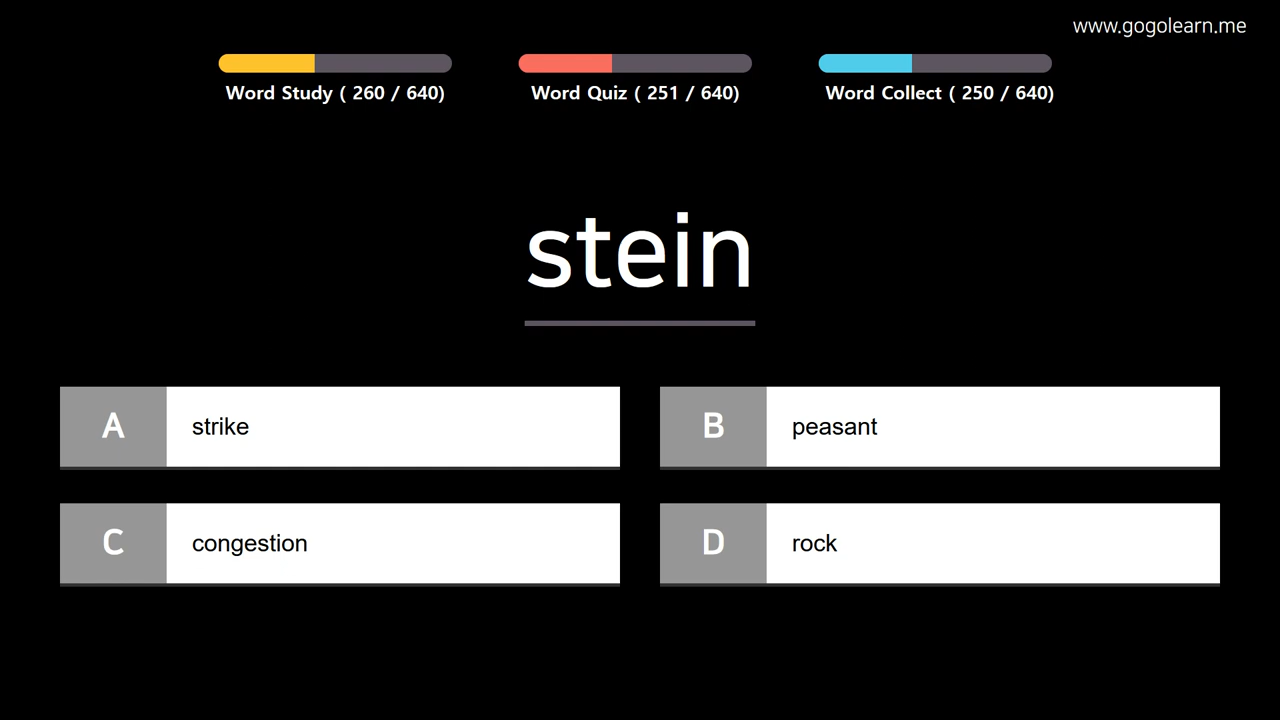 www.gogolearn.me
Word Study ( 260 / 640)
Word Quiz ( 251 / 640)
Word Collect ( 250 / 640)
stein
A strike
B peasant
C congestion
D rock